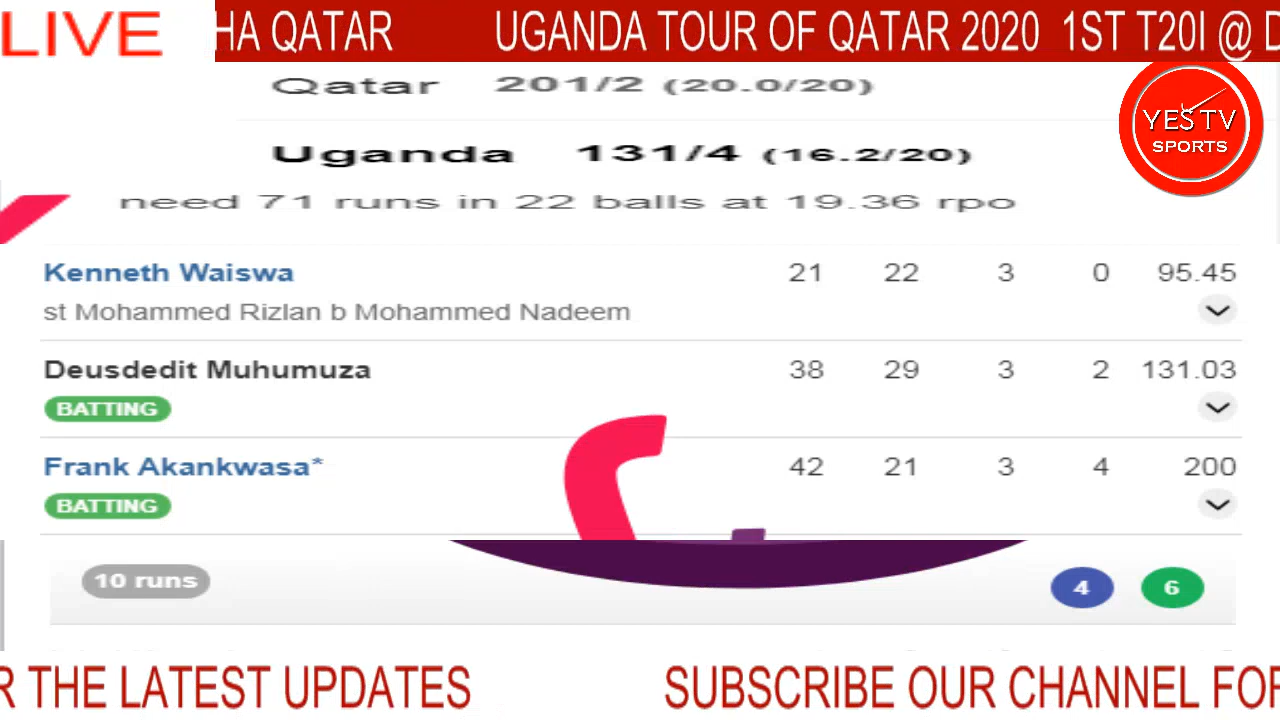 LIVE
HA QATAR UGANDA TOUR OF QATAR 2020 1ST T20I @ D
Qatar 201/2 (20.0/20)
YES TV
SPORTS
Uganda 131/4 (16.2/20)
need 71 runs in 22 balls at 19.36 rpo
Kenneth Waiswa 21 22 3 0 95.45
st Mohammed Rizlan b Mohammed Nadeem
Deusdedit Muhumuza 38 29 3 2 131.03
BATTING
Frank Akankwasa* 42 21 3 4 200
BATTING
10 runs 4 6
R THE LATEST UPDATES SUBSCRIBE OUR CHANNEL FOR